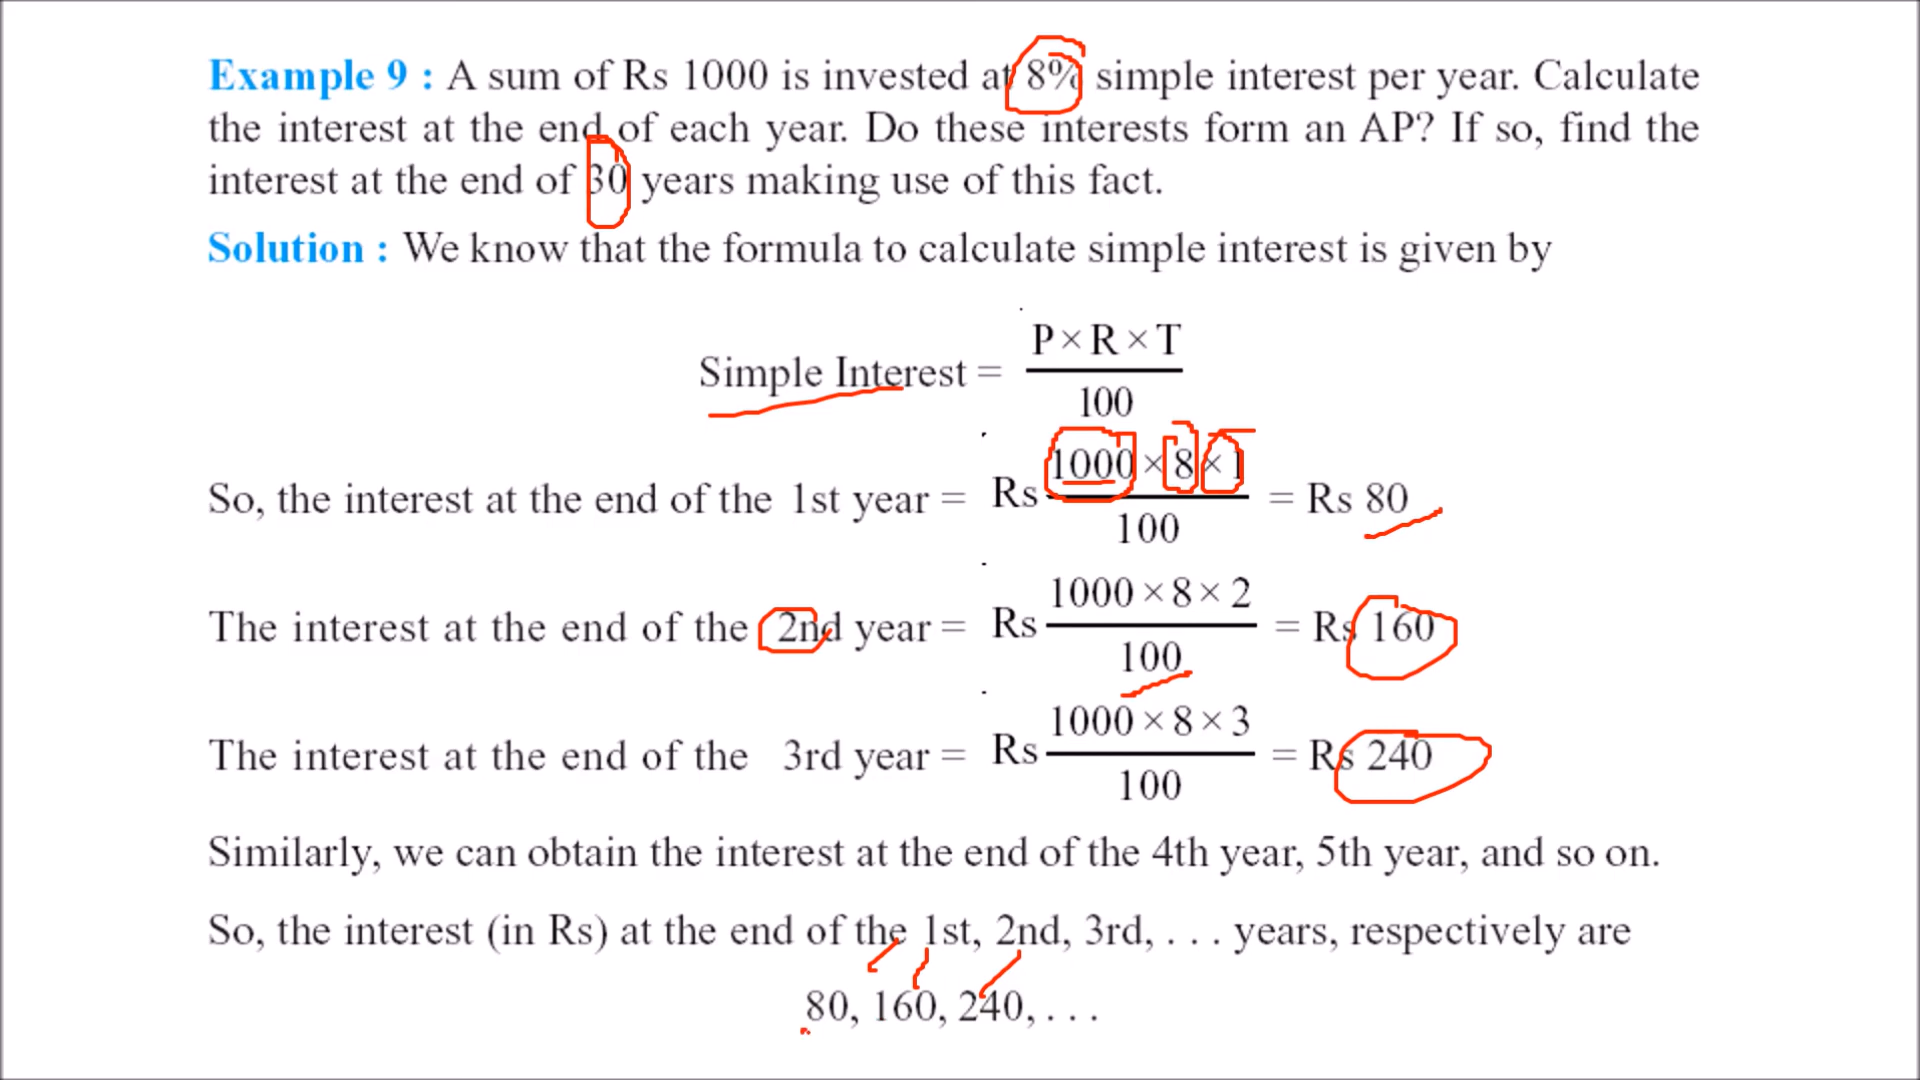 Example 9 : A sum of Rs 1000 is invested at 8% simple interest per year. Calculate
the interest at the end of each year. Do these interests form an AP? If so, find the
interest at the end of 30 years making use of this fact.
Solution : We know that the formula to calculate simple interest is given by
Simple Interest = P × R × T / 100
So, the interest at the end of the 1st year = Rs 1000 × 8 × 1 / 100 = Rs 80
The interest at the end of the 2nd year = Rs 1000 × 8 × 2 / 100 = Rs 160
The interest at the end of the 3rd year = Rs 1000 × 8 × 3 / 100 = Rs 240
Similarly, we can obtain the interest at the end of the 4th year, 5th year, and so on.
So, the interest (in Rs) at the end of the 1st, 2nd, 3rd, . . . years, respectively are
80, 160, 240, . . .